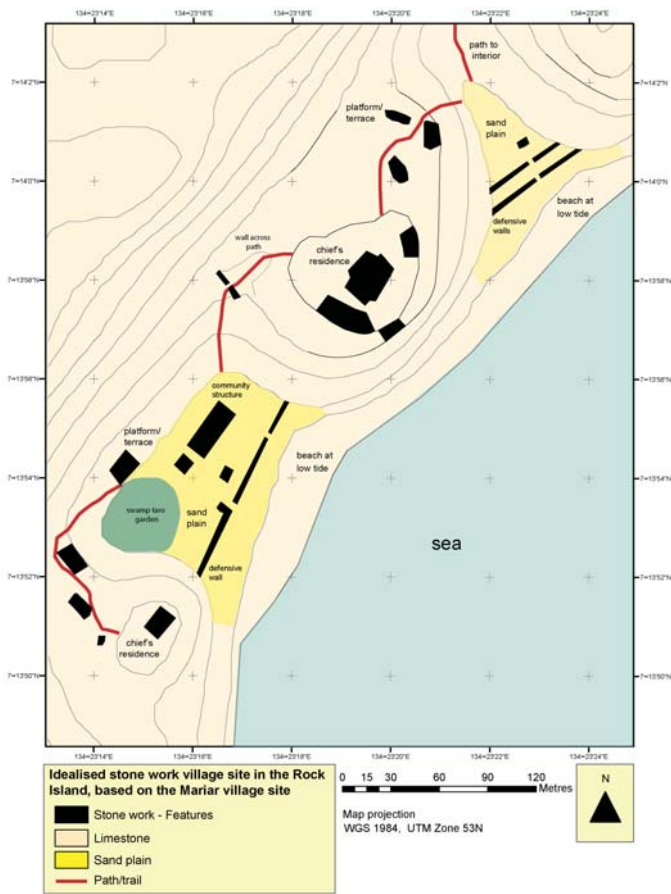 134=23'14"E 134=23'16"E 134=23'18"E 134=23'20"E 134=23'22"E 134=23'24"E
path to
interior
7=14'2"N 7=14'2"N
platform/
terrace
sand
plain
7=14'0"N 7=14'0"N
beach at
low tide
defensive
walls
wall across
path
chief's
residence
7=13'58"N 7=13'58"N
7=13'56"N 7=13'56"N
community
structure
platform/
terrace
beach at
low tide
7=13'54"N 7=13'54"N
swamp taro
garden
sand
plain
sea
7=13'52"N 7=13'52"N
defensive
wall
chief's
residence
7=13'50"N 7=13'50"N
134=23'14"E 134=23'16"E 134=23'18"E 134=23'20"E 134=23'22"E 134=23'24"E
Idealised stone work village site in the Rock
Island, based on the Mariar village site
Stone work - Features
Limestone
Sand plain
Path/trail
0 15 30 60 90 120
Metres
Map projection
WGS 1984, UTM Zone 53N
N